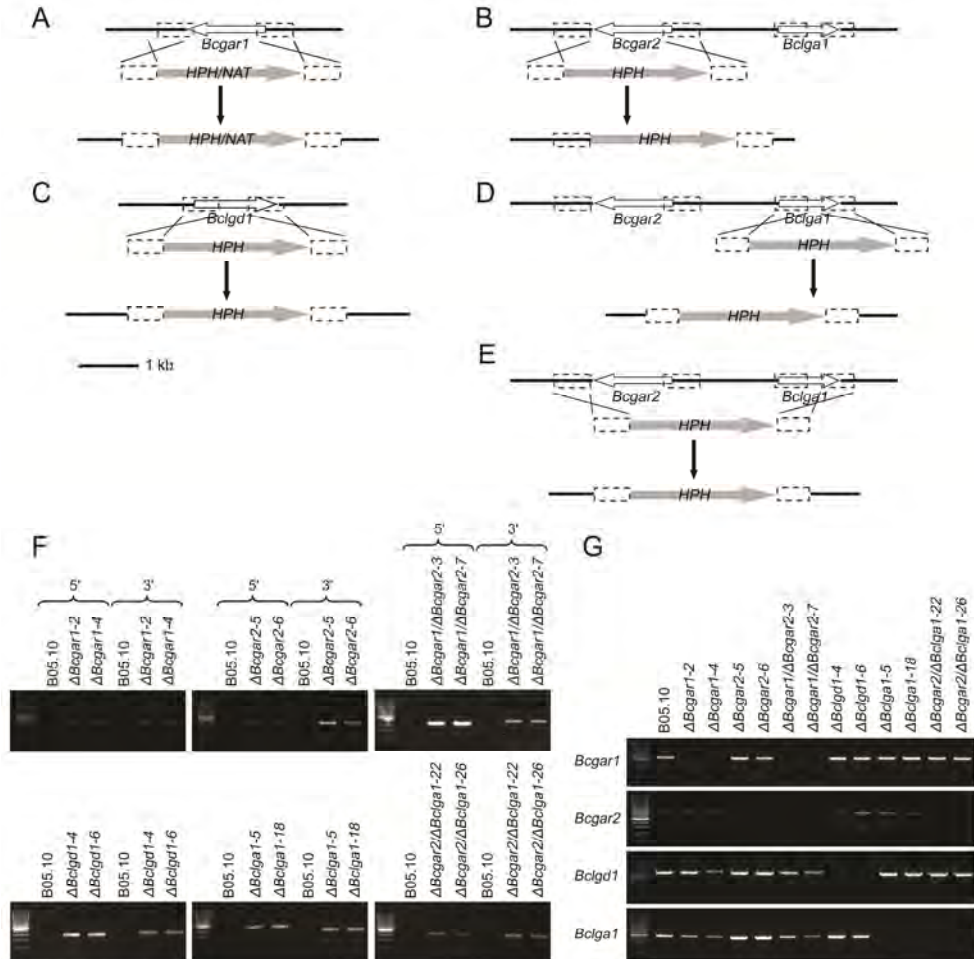 A
Bcgar1
HPH/NAT
HPH/NAT
B
Bcgar2
Bclga1
HPH
HPH
C
Bclgd1
HPH
HPH
1 kb
D
Bcgar2
Bclga1
HPH
HPH
E
Bcgar2
Bclga1
HPH
HPH
F
5' 3'
B05.10 ΔBcgar1-2 ΔBcgar1-4 B05.10 ΔBcgar1-2 ΔBcgar1-4
5' 3'
B05.10 ΔBcgar2-5 ΔBcgar2-6 B05.10 ΔBcgar2-5 ΔBcgar2-6
5' 3'
B05.10 ΔBcgar1/ΔBcgar2-3 ΔBcgar1/ΔBcgar2-7 B05.10 ΔBcgar1/ΔBcgar2-3 ΔBcgar1/ΔBcgar2-7
B05.10 ΔBclgd1-4 ΔBclgd1-6 B05.10 ΔBclgd1-4 ΔBclgd1-6
B05.10 ΔBclga1-5 ΔBclga1-18 B05.10 ΔBclga1-5 ΔBclga1-18
B05.10 ΔBcgar2/ΔBclga1-22 ΔBcgar2/ΔBclga1-26 B05.10 ΔBcgar2/ΔBclga1-22 ΔBcgar2/ΔBclga1-26
G
B05.10 ΔBcgar1-2 ΔBcgar1-4 ΔBcgar2-5 ΔBcgar2-6 ΔBcgar1/ΔBcgar2-3 ΔBcgar1/ΔBcgar2-7 ΔBclgd1-4 ΔBclgd1-6 ΔBclga1-5 ΔBclga1-18 ΔBcgar2/ΔBclga1-22 ΔBcgar2/ΔBclga1-26
Bcgar1
Bcgar2
Bclgd1
Bclga1